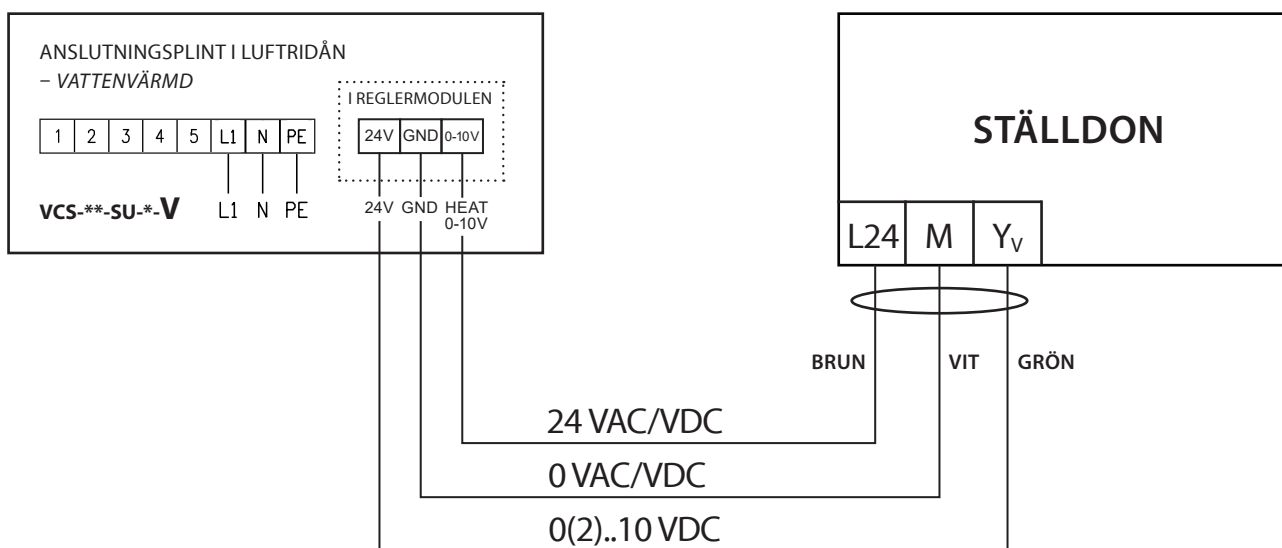 ANSLUTNINGSPLINT I LUFTRIDÅN
– VATTENVÄRMD
I REGLERMODULEN
1 2 3 4 5 L1 N PE
24V GND 0-10V
VCS-**-SU-*-V
L1 N PE
24V GND HEAT
0-10V
STÄLLDON
L24 M Yᵥ
BRUN VIT GRÖN
24 VAC/VDC
0 VAC/VDC
0(2)..10 VDC